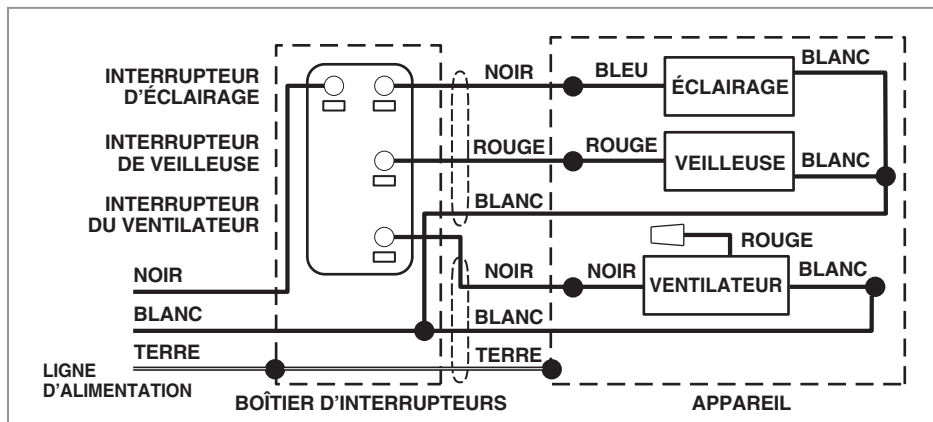 INTERRUPTEUR
D'ÉCLAIRAGE
NOIR
BLEU
ÉCLAIRAGE
BLANC
INTERRUPTEUR
DE VEILLEUSE
ROUGE
ROUGE
VEILLEUSE
BLANC
INTERRUPTEUR
DU VENTILATEUR
BLANC
ROUGE
NOIR
NOIR
NOIR
VENTILATEUR
BLANC
BLANC
BLANC
TERRE
TERRE
LIGNE
D'ALIMENTATION
BOÎTIER D'INTERRUPTEURS
APPAREIL